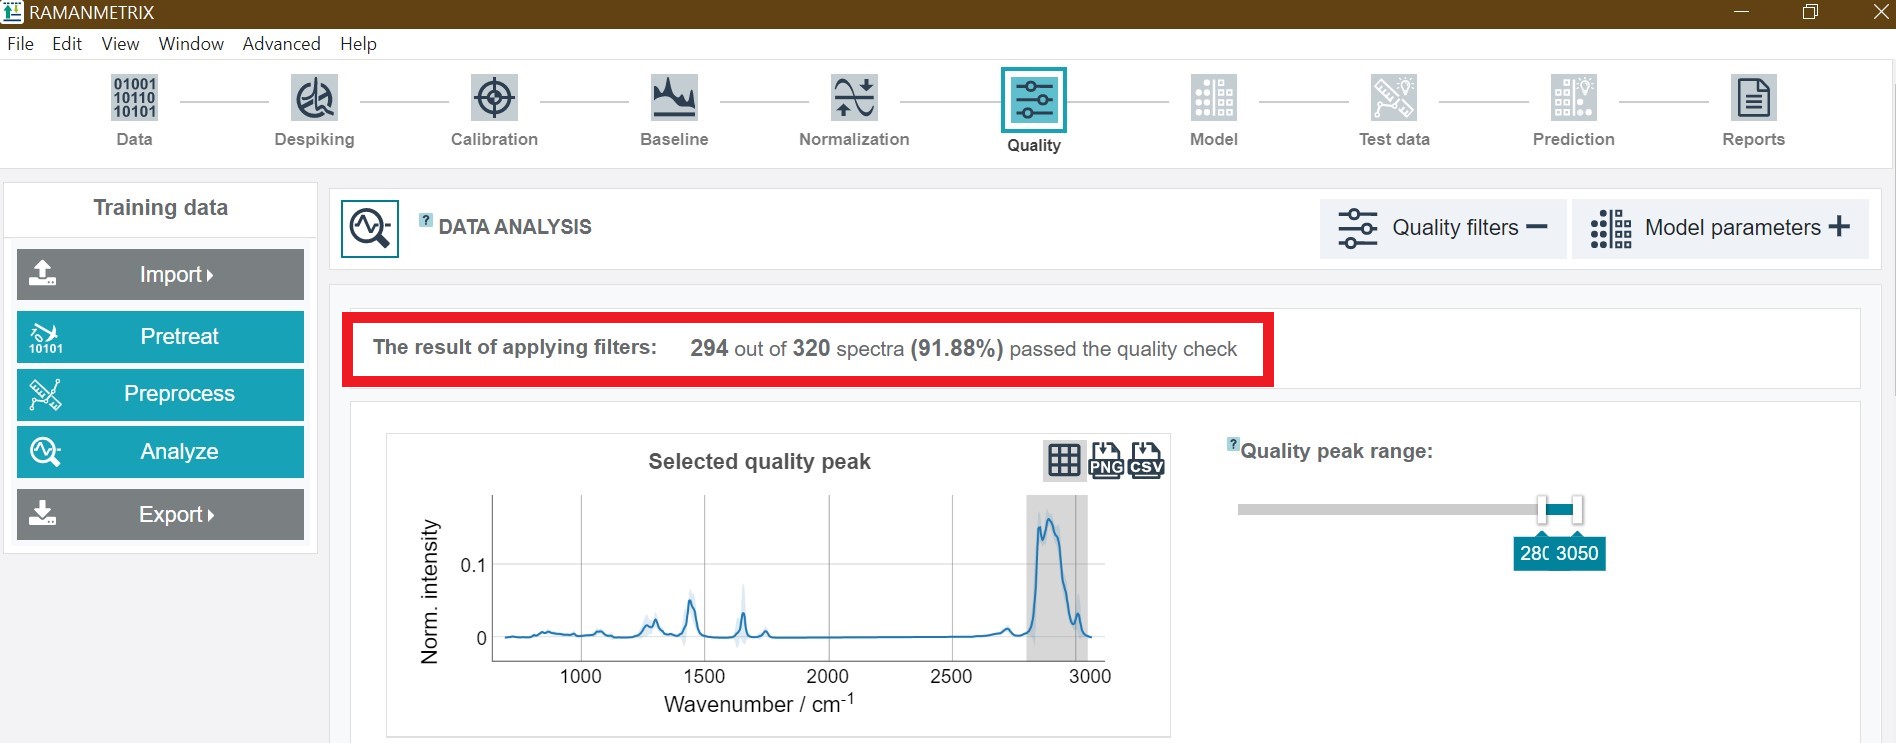 RAMANMETRIX
File Edit View Window Advanced Help
01001
10110
10101
Data Despiking Calibration Baseline Normalization Quality Model Test data Prediction Reports
Training data
Import
10101
Pretreat
Preprocess
Analyze
Export
? DATA ANALYSIS
Quality filters
Model parameters
The result of applying filters: 294 out of 320 spectra (91.88%) passed the quality check
Selected quality peak
PNG CSV
? Quality peak range:
3050
Norm. intensity
0.1
0
1000 1500 2000 2500 3000
Wavenumber / cm-1